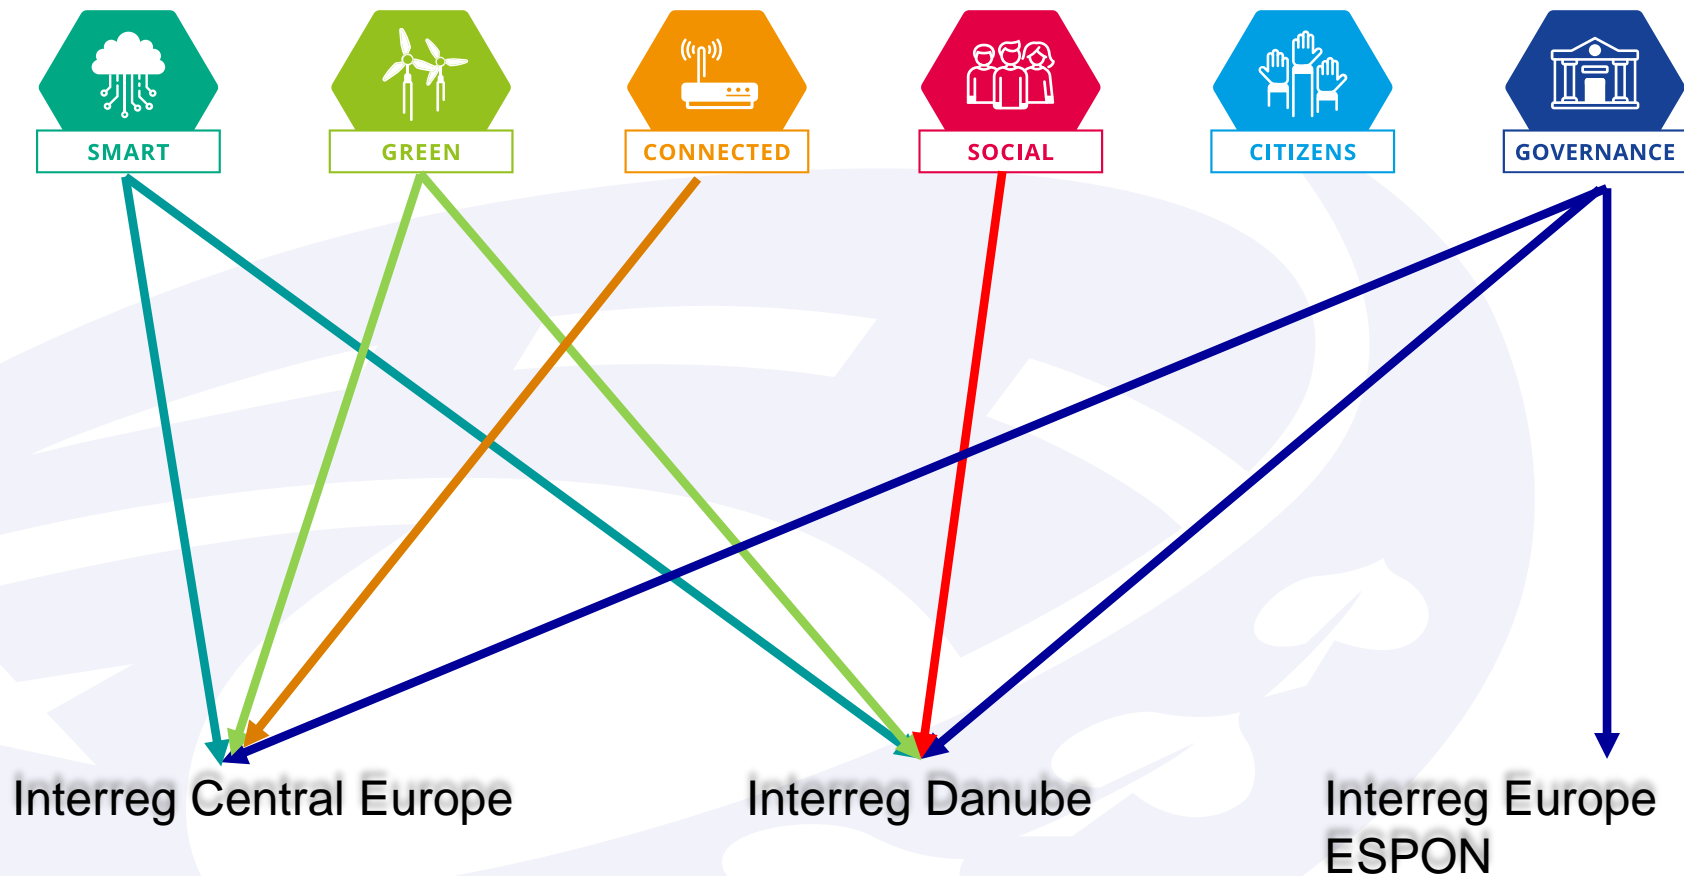 SMART
GREEN
CONNECTED
SOCIAL
CITIZENS
GOVERNANCE
Interreg Central Europe
Interreg Danube
Interreg Europe
ESPON